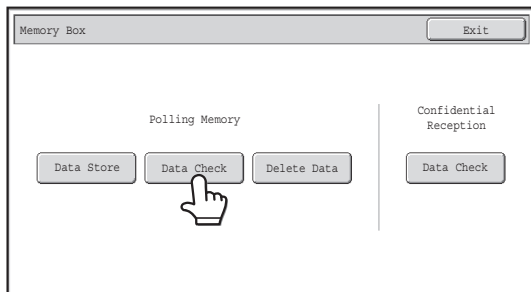 Memory Box
Exit
Polling Memory
Confidential
Reception
Data Store
Data Check
Delete Data
Data Check